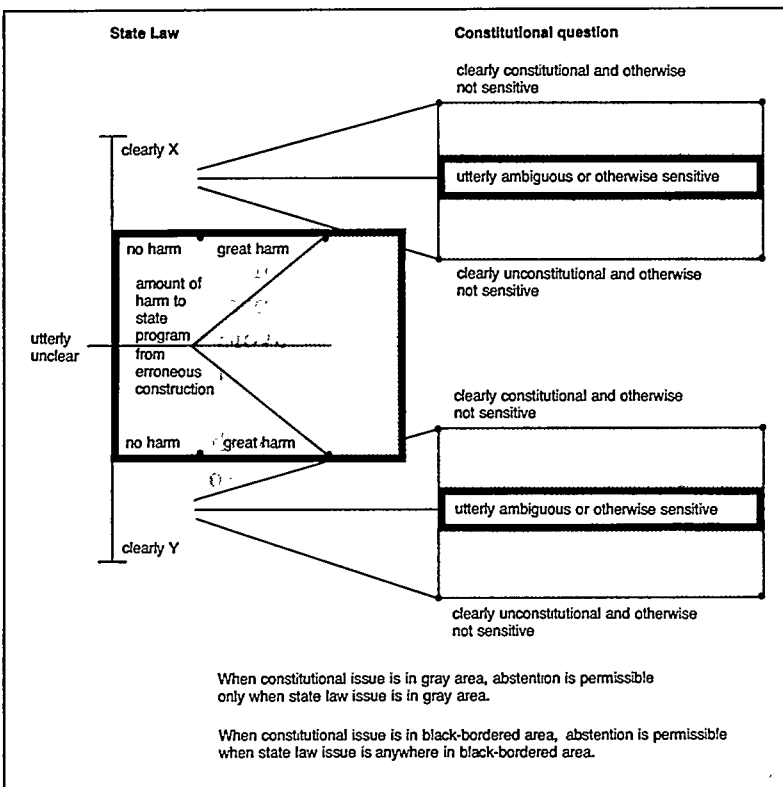 State Law
Constitutional question
clearly constitutional and otherwise
not sensitive
clearly X
utterly ambiguous or otherwise sensitive
clearly unconstitutional and otherwise
not sensitive
no harm great harm
amount of
harm to
state
program
from
erroneous
construction
utterly
unclear
no harm great harm
clearly constitutional and otherwise
not sensitive
utterly ambiguous or otherwise sensitive
clearly Y
clearly unconstitutional and otherwise
not sensitive
When constitutional issue is in gray area, abstention is permissible
only when state law issue is in gray area.
When constitutional issue is in black-bordered area, abstention is permissible
when state law issue is anywhere in black-bordered area.